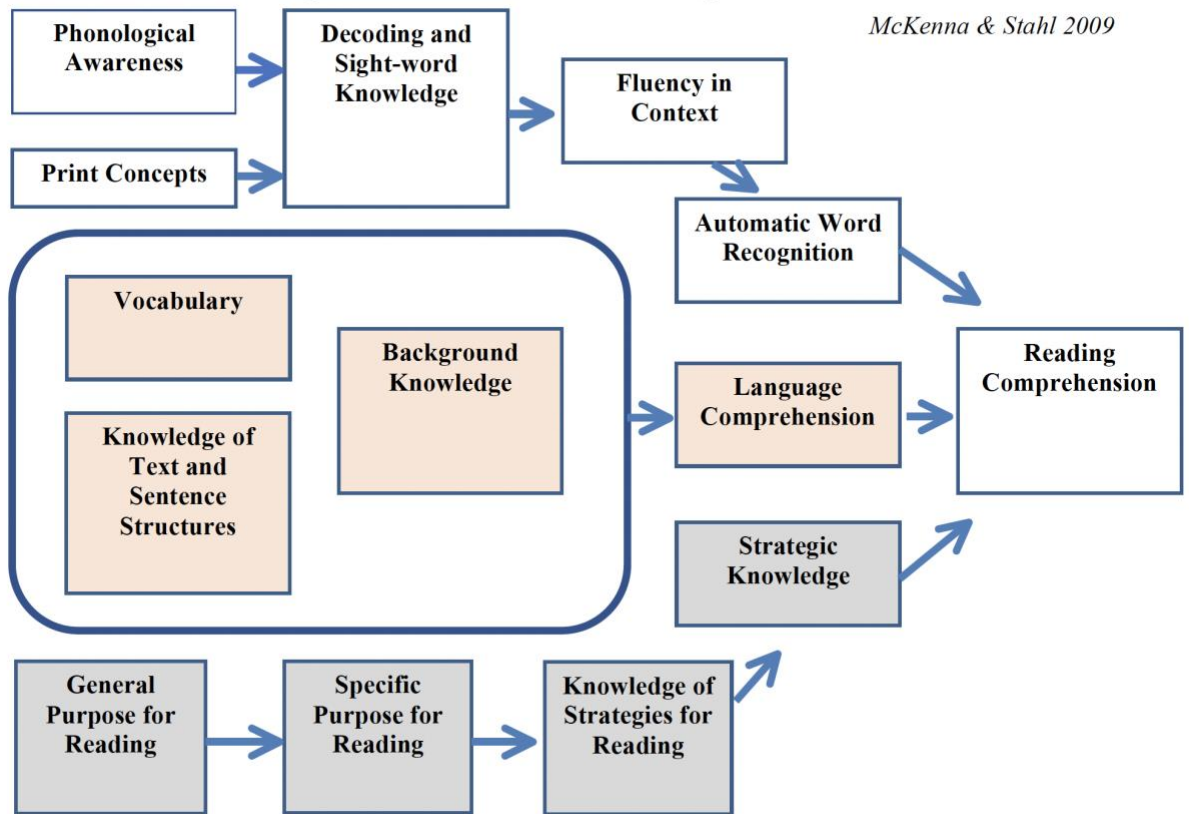 McKenna & Stahl 2009
Phonological
Awareness
Print Concepts
Decoding and
Sight-word
Knowledge
Fluency in
Context
Automatic Word
Recognition
Vocabulary
Knowledge of
Text and
Sentence
Structures
Background
Knowledge
Language
Comprehension
Reading
Comprehension
Strategic
Knowledge
General
Purpose for
Reading
Specific
Purpose for
Reading
Knowledge of
Strategies for
Reading